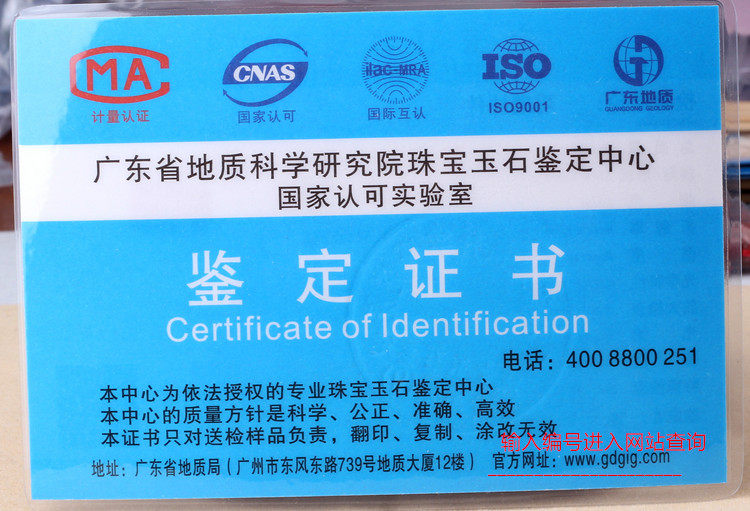 MA
CNAS
ilac-MRA
ISO
计量认证
国家认可
国际互认
ISO9001
广东地质
GUANGDONG GEOLOGY
广东省地质科学研究院珠宝玉石鉴定中心
国家认可实验室
鉴定证书
Certificate of Identification
电话：400 8800 251
本中心为依法授权的专业珠宝玉石鉴定中心
本中心的质量方针是科学、公正、准确、高效
本证书只对送检样品负责，翻印、复制、涂改无效
输入编号进入网站查询
地址：广东省地质局（广州市东风东路739号地质大厦12楼） 官方网址：www.gdgig.com